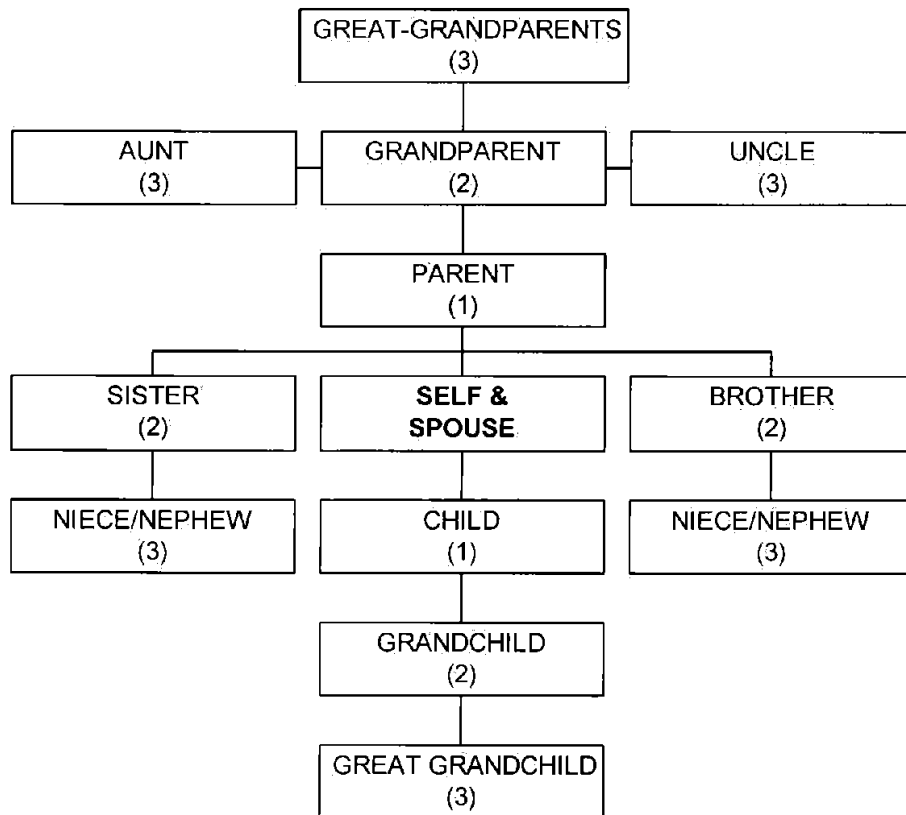 GREAT-GRANDPARENTS
(3)
AUNT
(3)
GRANDPARENT
(2)
UNCLE
(3)
PARENT
(1)
SISTER
(2)
SELF &
SPOUSE
BROTHER
(2)
NIECE/NEPHEW
(3)
CHILD
(1)
NIECE/NEPHEW
(3)
GRANDCHILD
(2)
GREAT GRANDCHILD
(3)